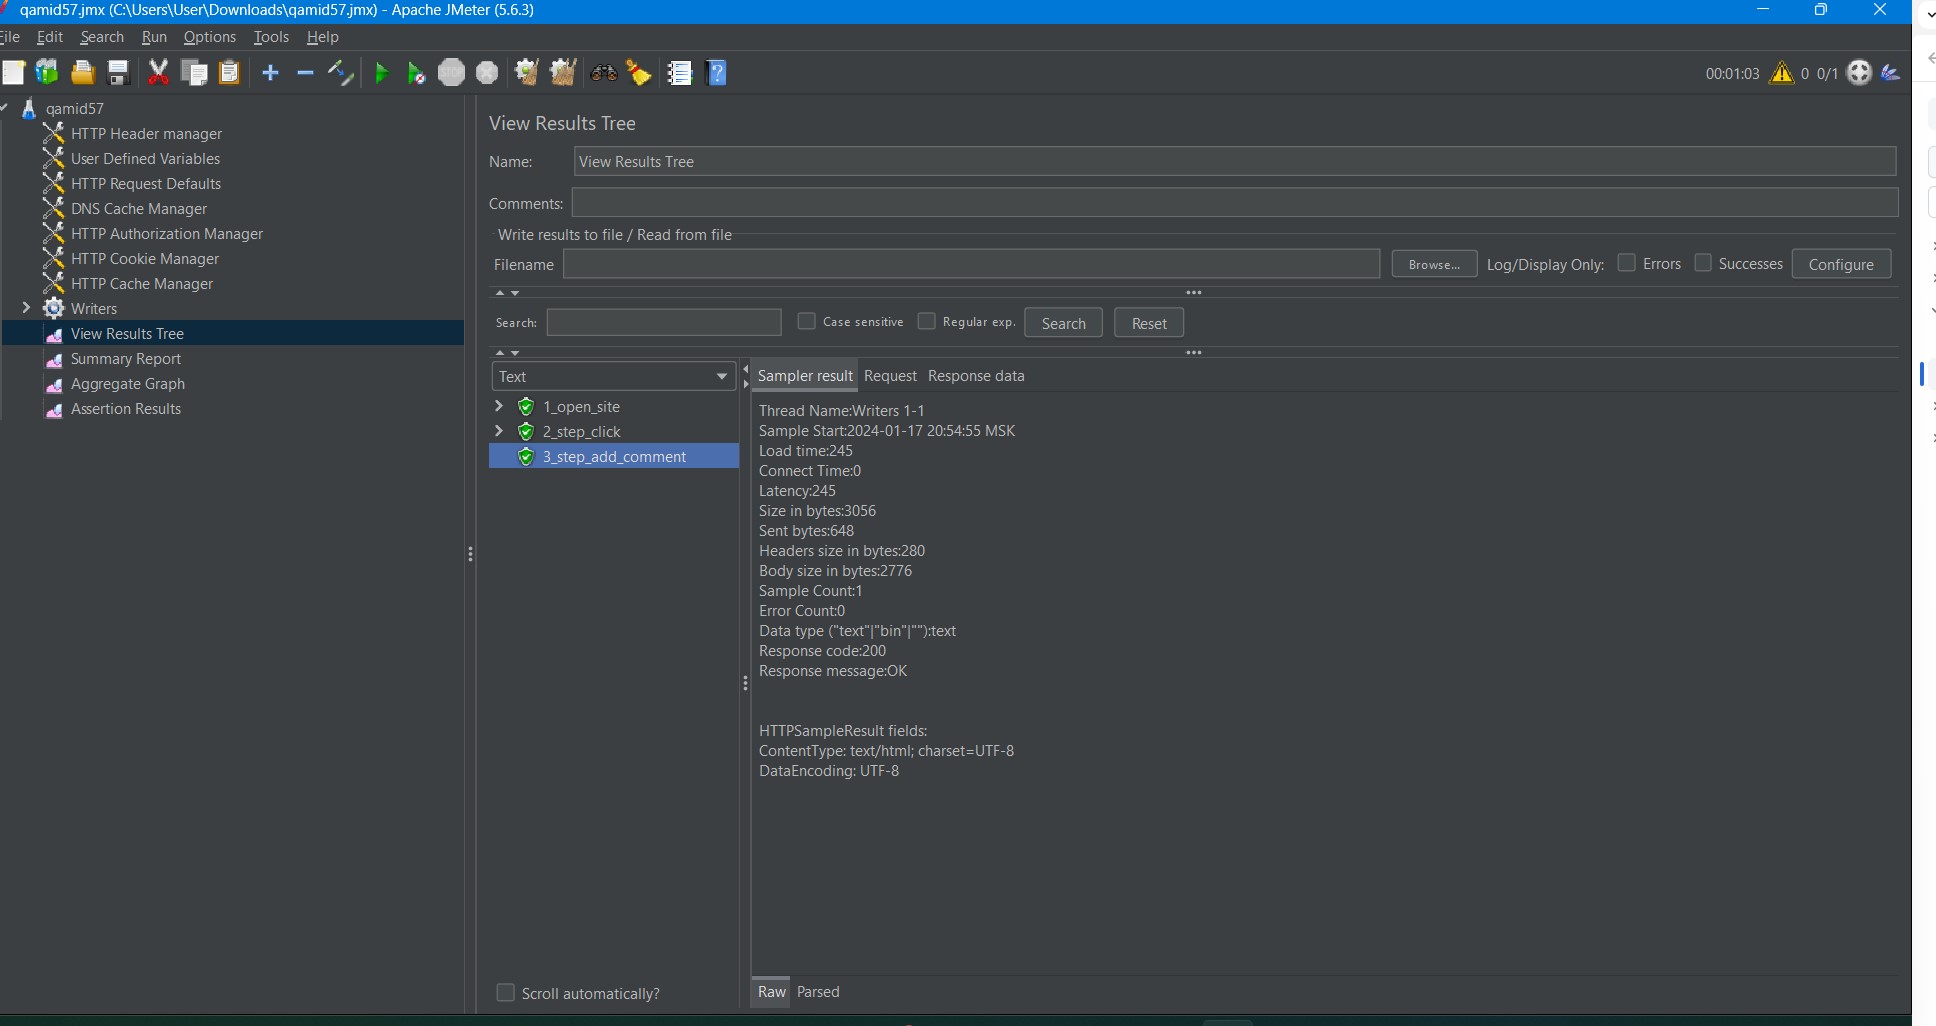 qamid57.jmx (C:\Users\User\Downloads\qamid57.jmx) - Apache JMeter (5.6.3)
File Edit Search Run Options Tools Help
STOP
00:01:03 0 0/1
qamid57
HTTP Header manager
User Defined Variables
HTTP Request Defaults
DNS Cache Manager
HTTP Authorization Manager
HTTP Cookie Manager
HTTP Cache Manager
Writers
View Results Tree
Summary Report
Aggregate Graph
Assertion Results
View Results Tree
Name: View Results Tree
Comments:
Write results to file / Read from file
Filename Browse... Log/Display Only: Errors Successes Configure
Search: Case sensitive Regular exp. Search Reset
Text
1_open_site
2_step_click
3_step_add_comment
Scroll automatically?
Sampler result Request Response data
Thread Name:Writers 1-1
Sample Start:2024-01-17 20:54:55 MSK
Load time:245
Connect Time:0
Latency:245
Size in bytes:3056
Sent bytes:648
Headers size in bytes:280
Body size in bytes:2776
Sample Count:1
Error Count:0
Data type ("text"|"bin"|""):text
Response code:200
Response message:OK
HTTPSampleResult fields:
ContentType: text/html; charset=UTF-8
DataEncoding: UTF-8
Raw Parsed